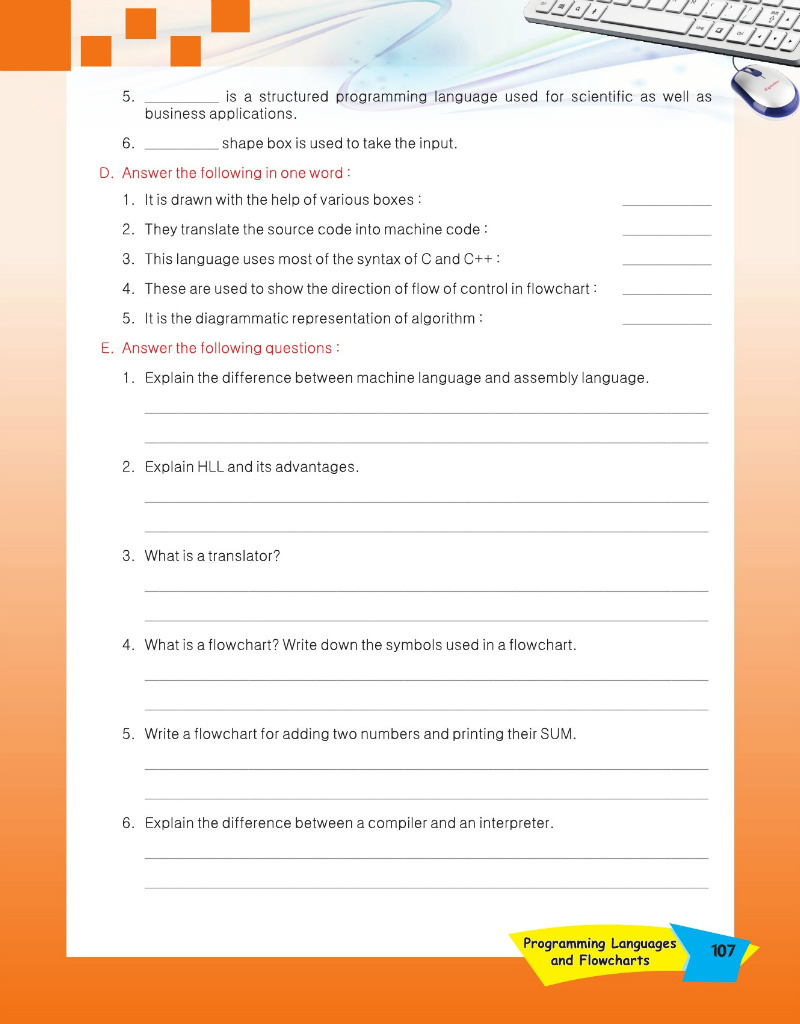 5. __________ is a structured programming language used for scientific as well as
business applications.
6. __________ shape box is used to take the input.
D. Answer the following in one word :
1. It is drawn with the help of various boxes : ____________
2. They translate the source code into machine code : ____________
3. This language uses most of the syntax of C and C++ : ____________
4. These are used to show the direction of flow of control in flowchart : ____________
5. It is the diagrammatic representation of algorithm : ____________
E. Answer the following questions :
1. Explain the difference between machine language and assembly language.
2. Explain HLL and its advantages.
3. What is a translator?
4. What is a flowchart? Write down the symbols used in a flowchart.
5. Write a flowchart for adding two numbers and printing their SUM.
6. Explain the difference between a compiler and an interpreter.
Programming Languages
and Flowcharts
107